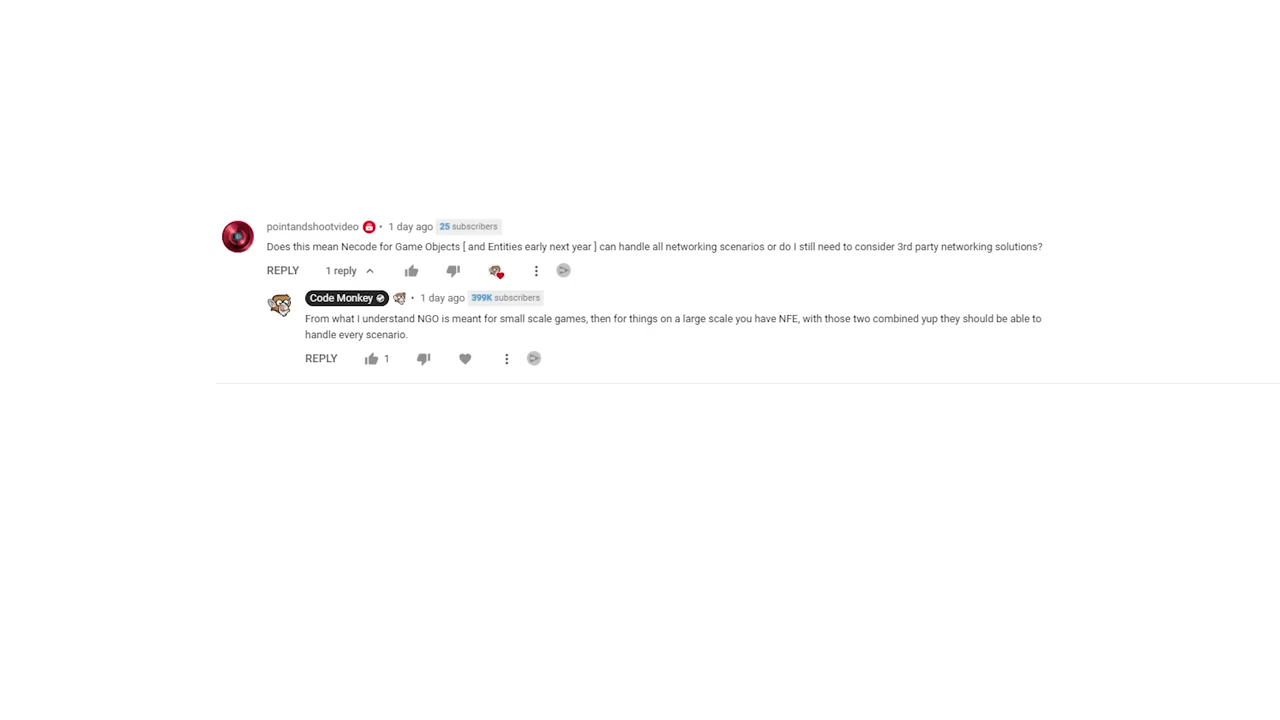 pointandshootvideo • 1 day ago 25 subscribers
Does this mean Necode for Game Objects [ and Entities early next year ] can handle all networking scenarios or do I still need to consider 3rd party networking solutions?
REPLY 1 reply
Code Monkey • 1 day ago 399K subscribers
From what I understand NGO is meant for small scale games, then for things on a large scale you have NFE, with those two combined yup they should be able to
handle every scenario.
REPLY 1